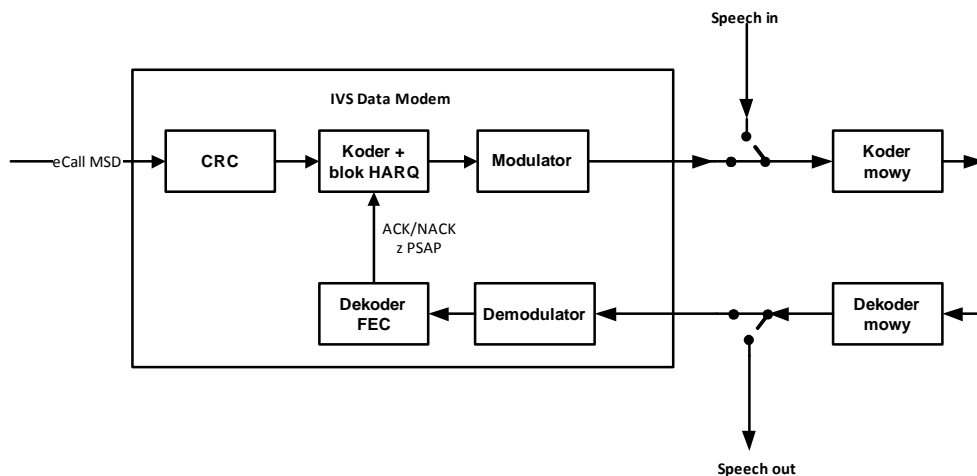 Speech in
IVS Data Modem
eCall MSD
CRC
Koder +
blok HARQ
Modulator
Koder
mowy
ACK/NACK
z PSAP
Dekoder
FEC
Demodulator
Dekoder
mowy
Speech out